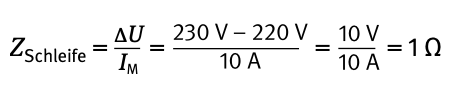 Z_Schleife = ΔU / I_M = (230 V – 220 V) / 10 A = 10 V / 10 A = 1 Ω